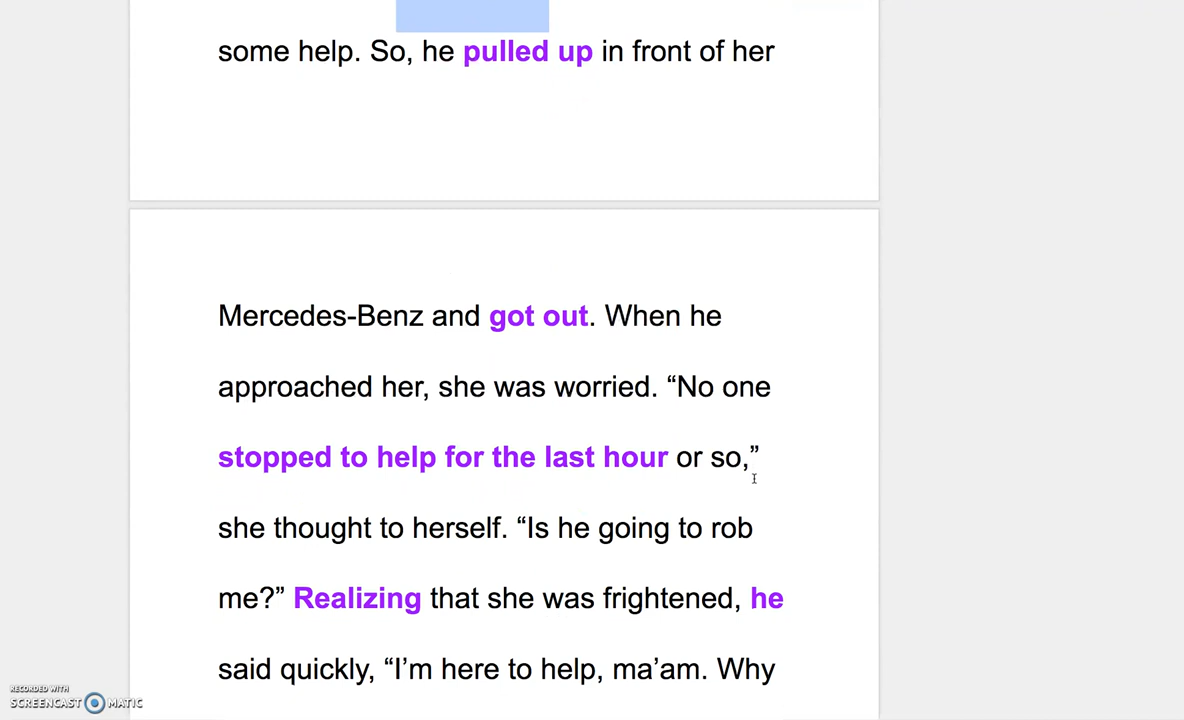 some help. So, he pulled up in front of her
Mercedes-Benz and got out. When he
approached her, she was worried. “No one
stopped to help for the last hour or so,”
she thought to herself. “Is he going to rob
me?” Realizing that she was frightened, he
said quickly, “I’m here to help, ma’am. Why
RECORDED WITH
SCREENCAST MATIC